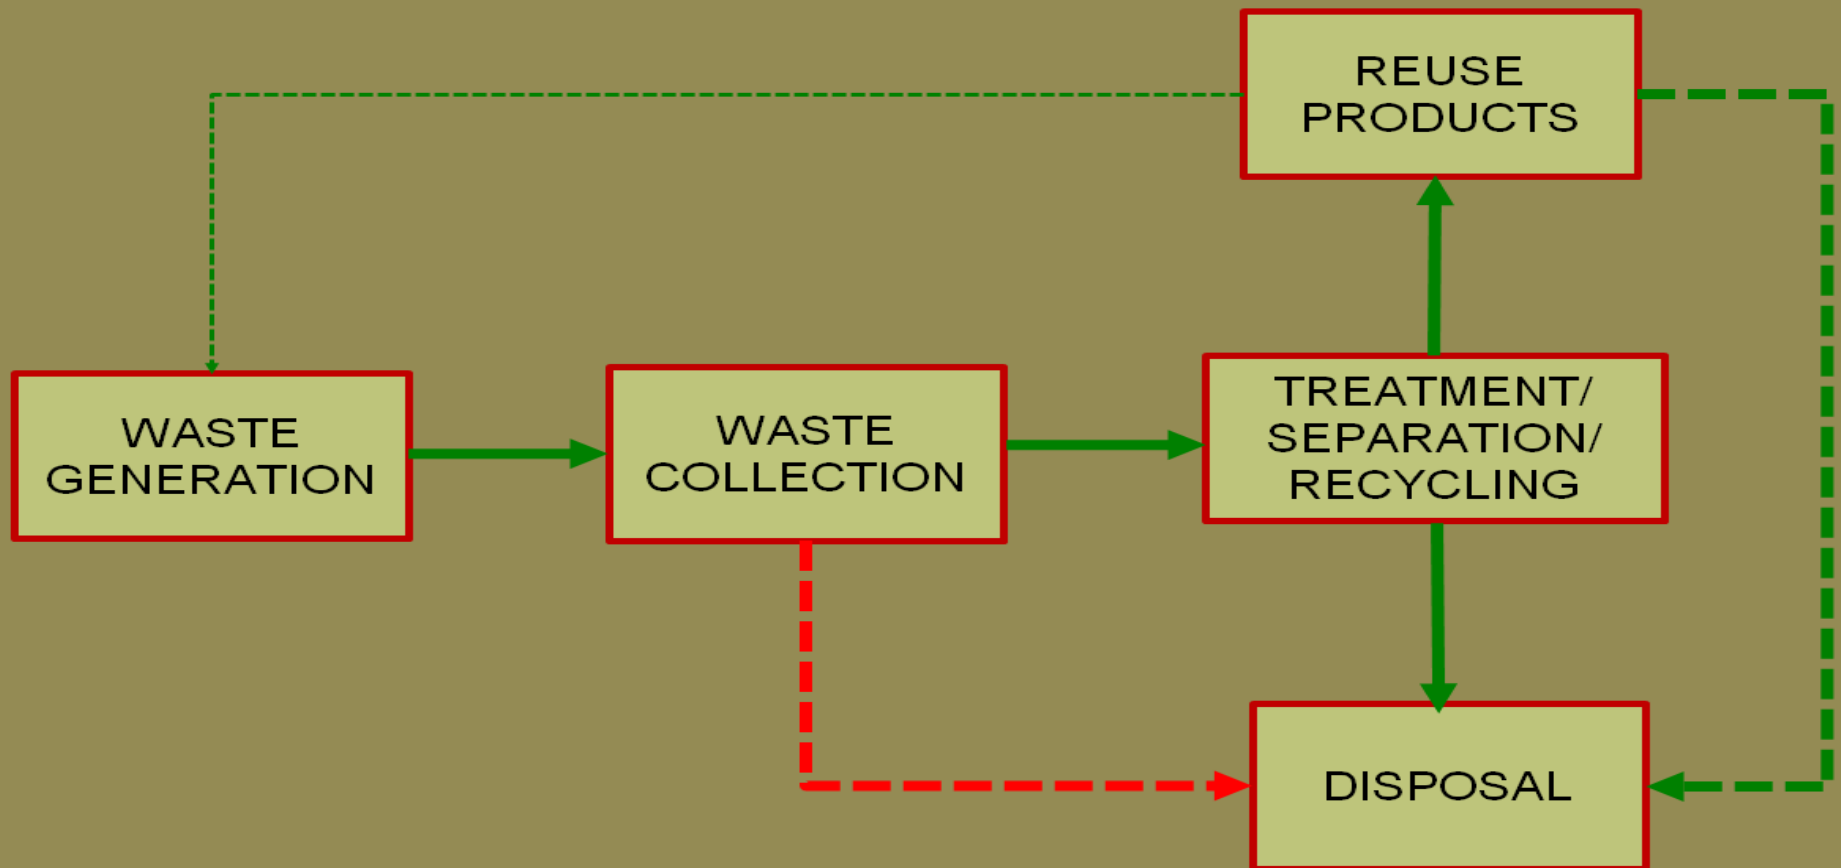 REUSE
PRODUCTS
WASTE
GENERATION
WASTE
COLLECTION
TREATMENT/
SEPARATION/
RECYCLING
DISPOSAL